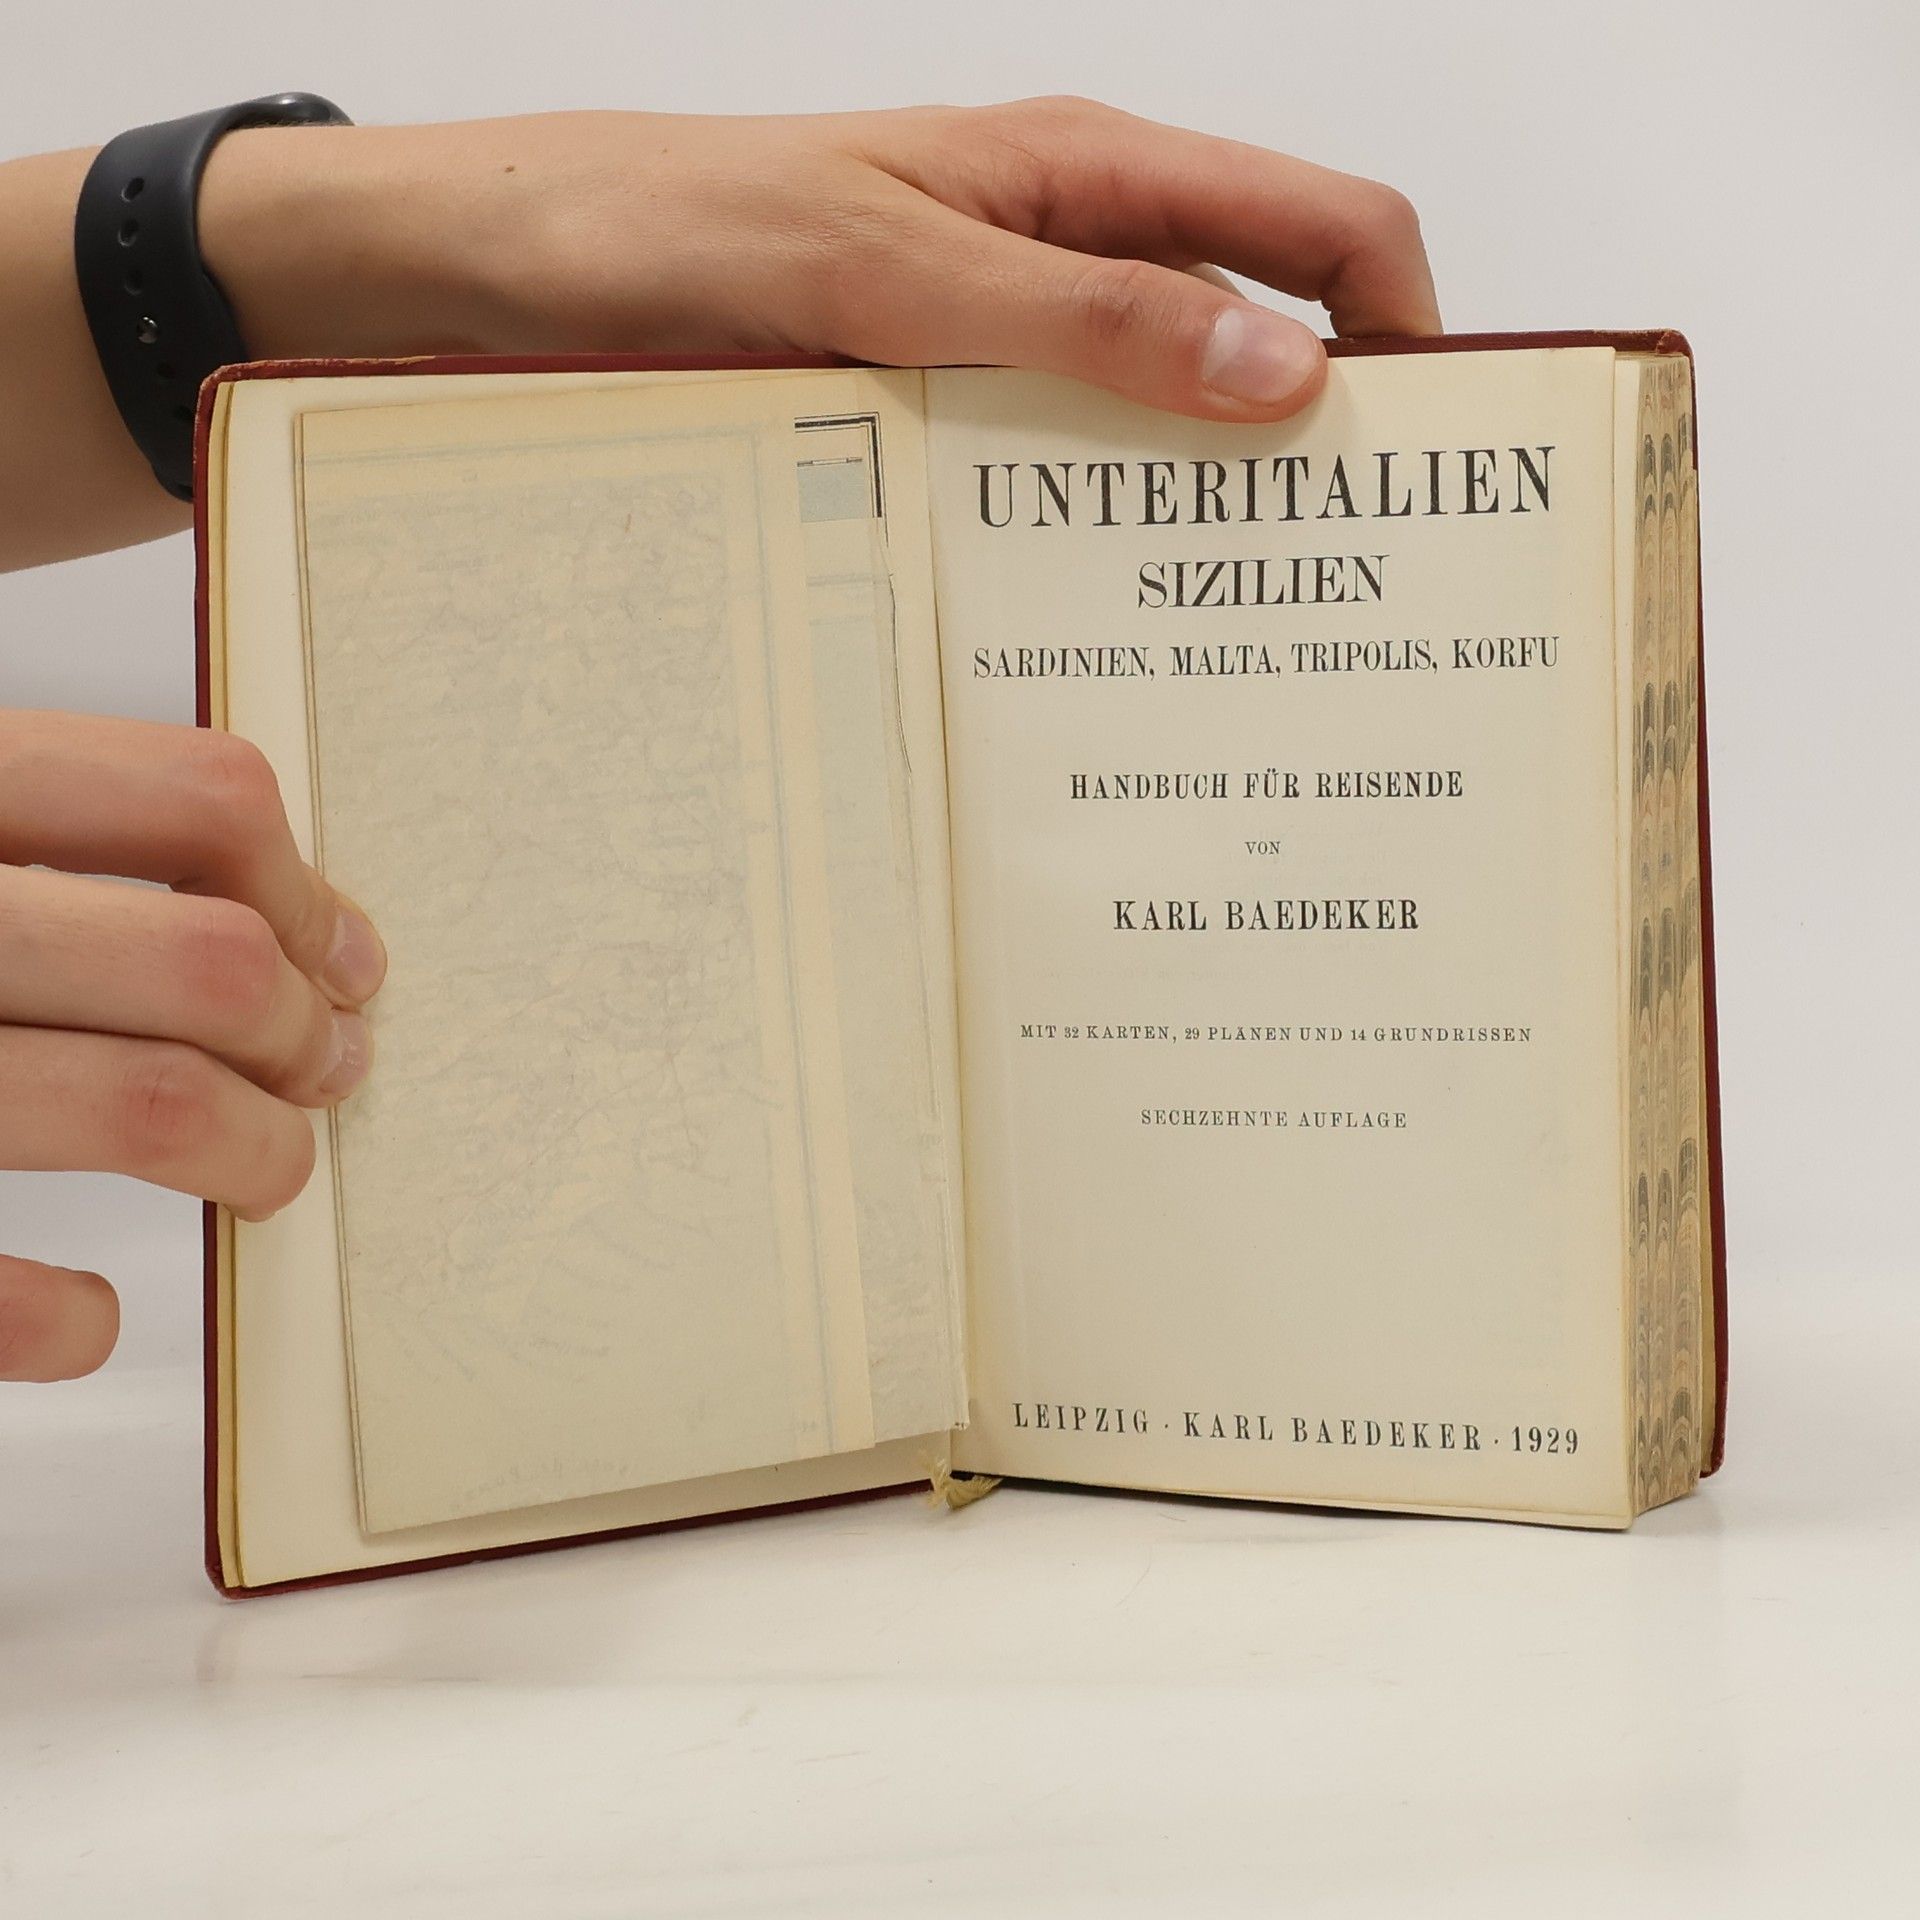 UNTERITALIEN
SIZILIEN
SARDINIEN, MALTA, TRIPOLIS, KORFU
HANDBUCH FÜR REISENDE
VON
KARL BAEDEKER
MIT 32 KARTEN, 29 PLÄNEN UND 14 GRUNDRISSEN
SECHZEHNTE AUFLAGE
LEIPZIG · KARL BAEDEKER · 1929